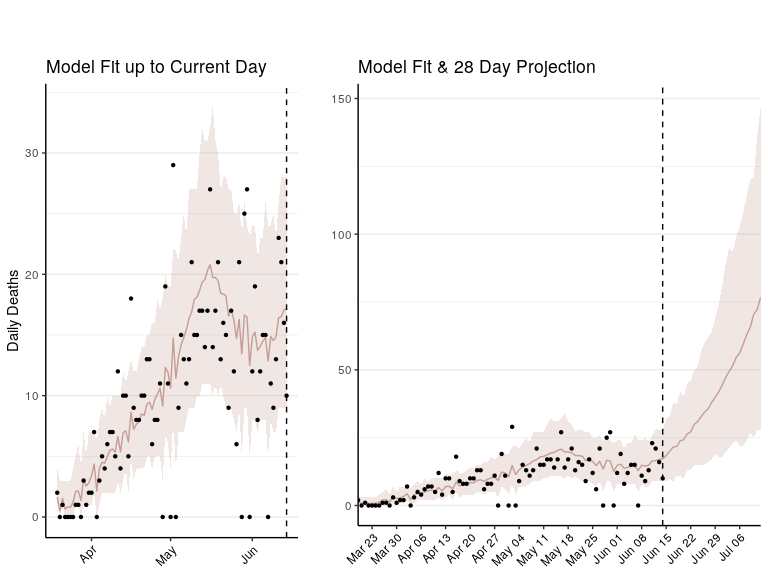 Model Fit up to Current Day
Model Fit & 28 Day Projection
Daily Deaths
30
20
10
0
Apr
May
Jun
150
100
50
0
Mar 23
Mar 30
Apr 06
Apr 13
Apr 20
Apr 27
May 04
May 11
May 18
May 25
Jun 01
Jun 08
Jun 15
Jun 22
Jun 29
Jul 06